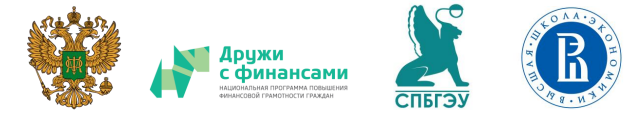 Дружи
с финансами
НАЦИОНАЛЬНАЯ ПРОГРАММА ПОВЫШЕНИЯ
ФИНАНСОВОЙ ГРАМОТНОСТИ ГРАЖДАН
СПБГЭУ
ВЫСШАЯ • ШКОЛА • ЭКОНОМИКИ